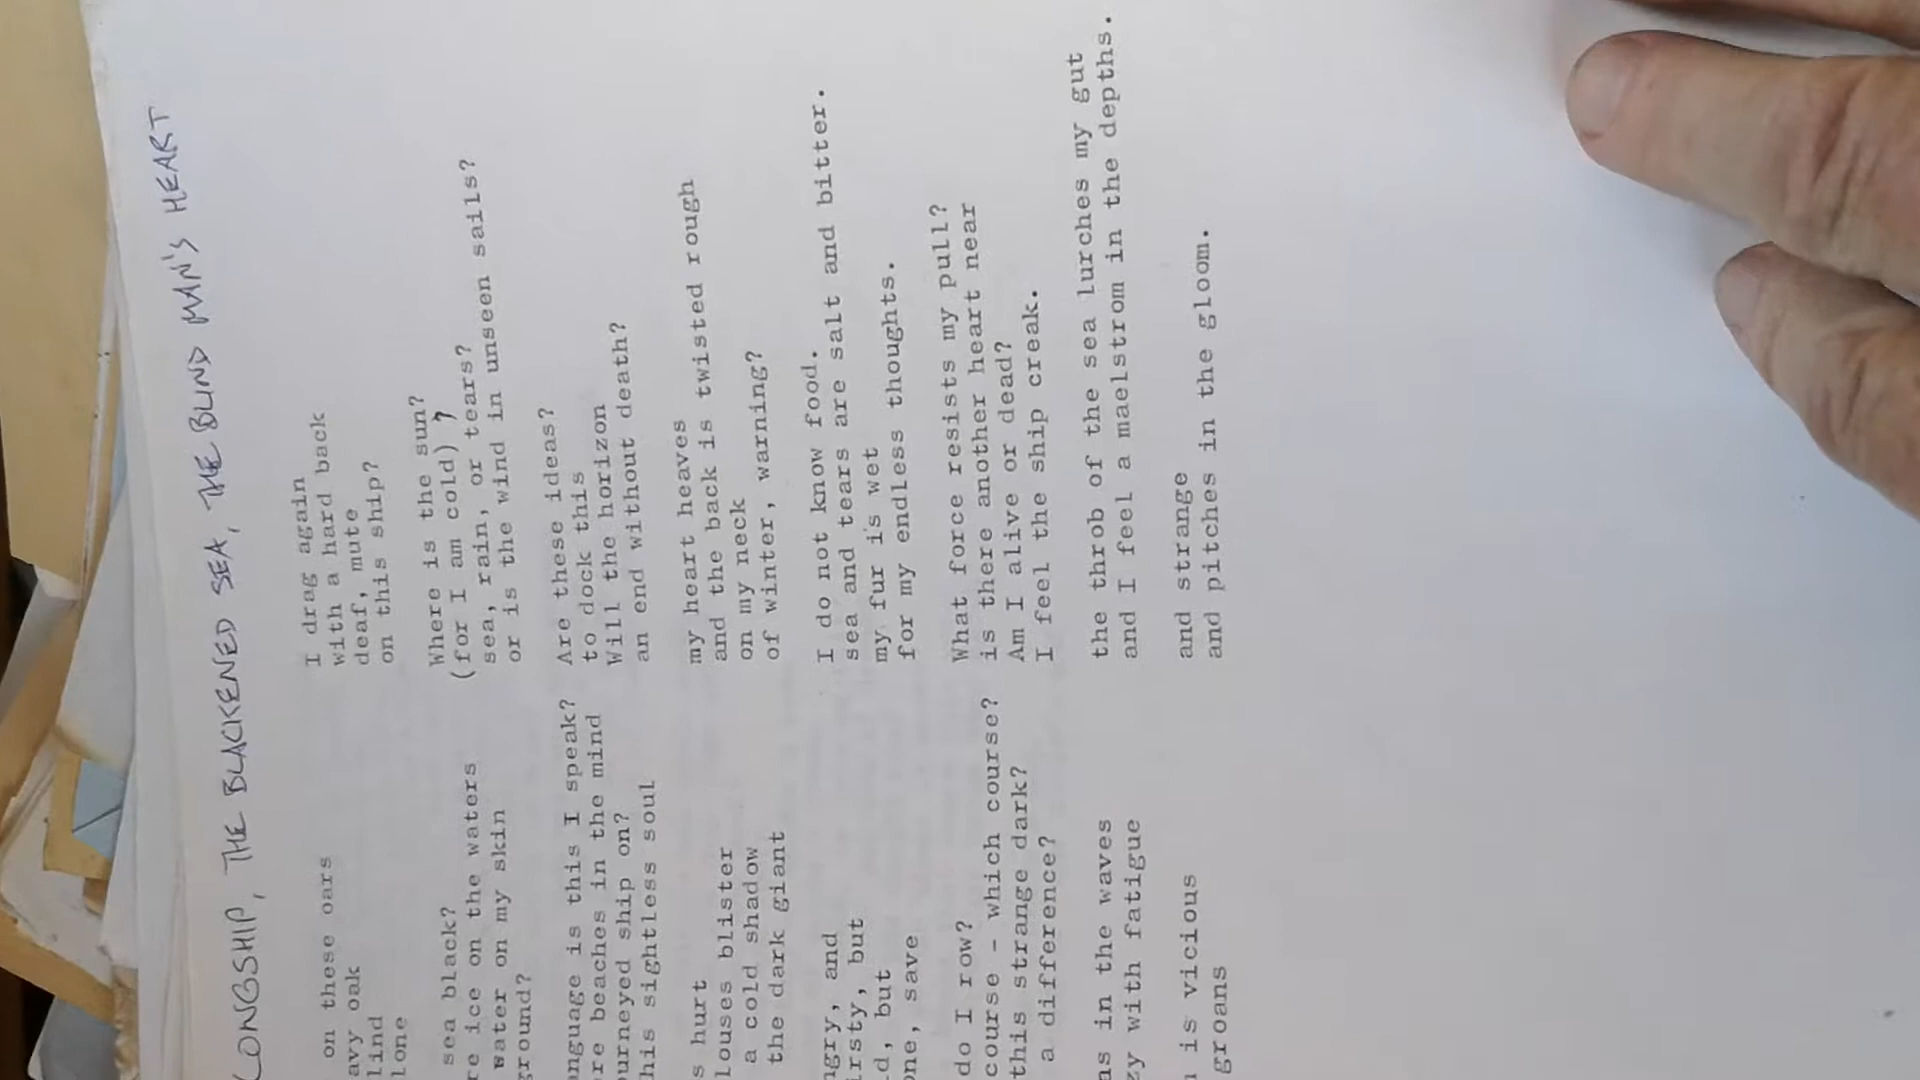 LONGSHIP, THE BLACKENED SEA, THE BLIND MAN'S HEART
on these oars
avy oak
lind
lone
sea black?
re ice on the waters
water on my skin
ground?
nguage is this I speak?
re beaches in the mind
urneyed ship on?
his sightless soul
s hurt
louses blister
a cold shadow
the dark giant
ngry, and
irsty, but
d, but
one, save
do I row?
course - which course?
this strange dark?
a difference?
as in the waves
zy with fatigue
is vicious
groans
I drag again
with a hard back
deaf, mute
on this ship?
Where is the sun?
(for I am cold)?
sea, rain, or tears?
or is the wind in unseen sails?
Are these ideas?
to dock this
Will the horizon
an end without death?
my heart heaves
and the back is twisted rough
on my neck
of winter, warning?
I do not know food.
sea and tears are salt and bitter.
my fur is wet
for my endless thoughts.
What force resists my pull?
is there another heart near
Am I alive or dead?
I feel the ship creak.
the throb of the sea lurches my gut
and I feel a maelstrom in the depths.
and strange
and pitches in the gloom.